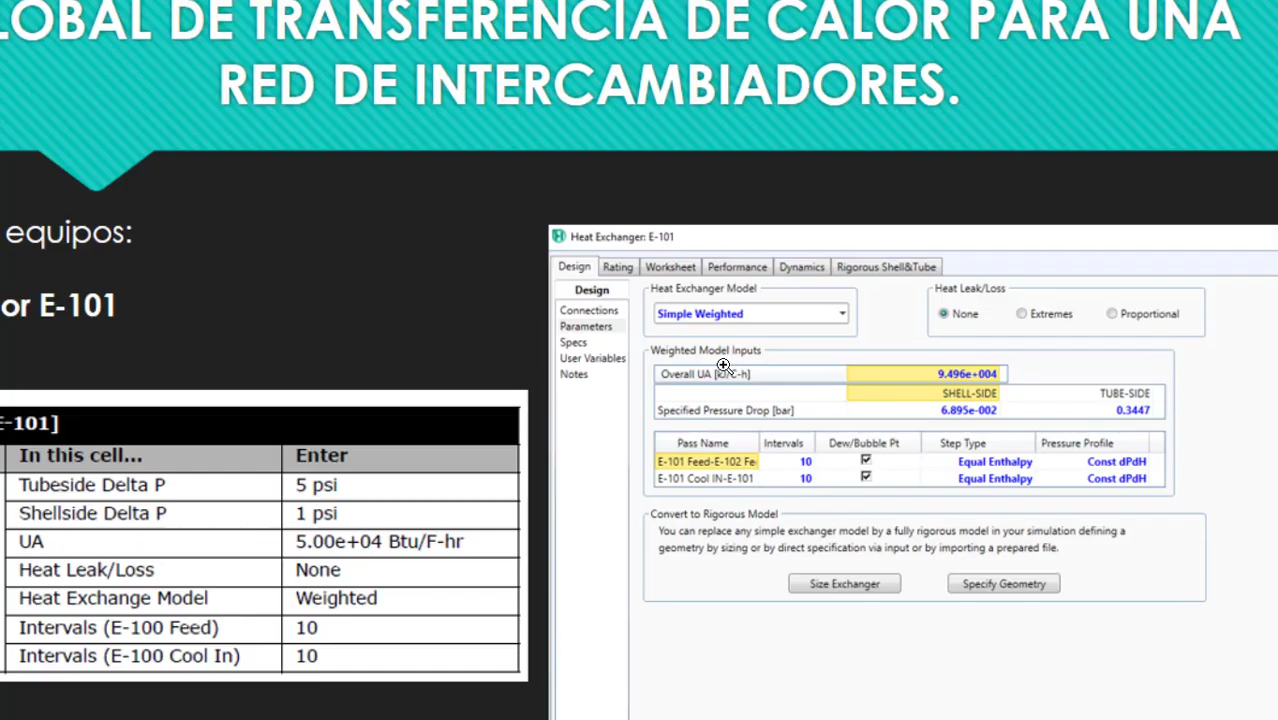 LOBAL DE TRANSFERENCIA DE CALOR PARA UNA
RED DE INTERCAMBIADORES.
equipos:
or E-101
E-101]
In this cell... Enter
Tubeside Delta P 5 psi
Shellside Delta P 1 psi
UA 5.00e+04 Btu/F-hr
Heat Leak/Loss None
Heat Exchange Model Weighted
Intervals (E-100 Feed) 10
Intervals (E-100 Cool In) 10
Heat Exchanger: E-101
Design Rating Worksheet Performance Dynamics Rigorous Shell&Tube
Design
Connections
Parameters
Specs
User Variables
Notes
Heat Exchanger Model
Simple Weighted
Heat Leak/Loss
None Extremes Proportional
Weighted Model Inputs
Overall UA 9.496e+004
SHELL-SIDE TUBE-SIDE
Specified Pressure Drop [bar] 6.895e-002 0.3447
Pass Name Intervals Dew/Bubble Pt Step Type Pressure Profile
E-101 Feed-E-102 Fe 10 Equal Enthalpy Const dPdH
E-101 Cool IN-E-101 10 Equal Enthalpy Const dPdH
Convert to Rigorous Model
You can replace any simple exchanger model by a fully rigorous model in your simulation defining a
geometry by sizing or by direct specification via input or by importing a prepared file.
Size Exchanger Specify Geometry